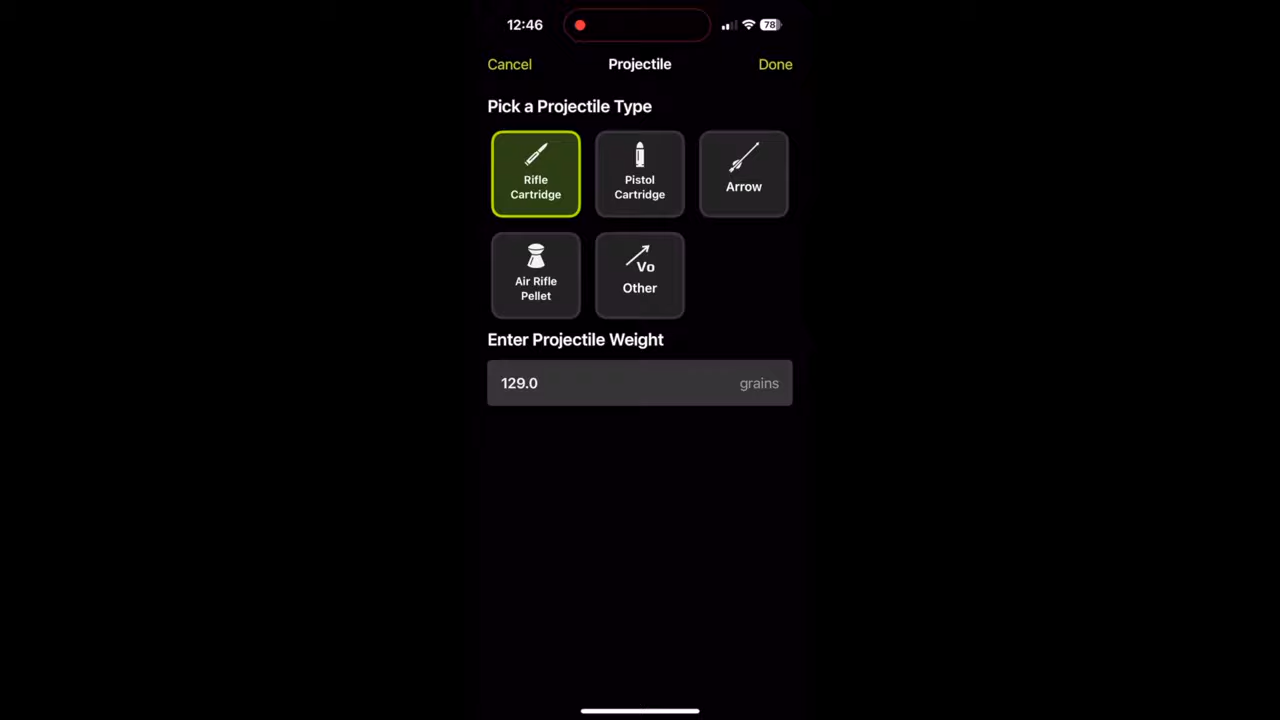 12:46
78
Cancel
Projectile
Done
Pick a Projectile Type
Rifle
Cartridge
Pistol
Cartridge
Arrow
Air Rifle
Pellet
Vo
Other
Enter Projectile Weight
129.0
grains